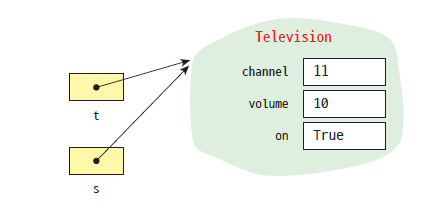 Television
channel 11
volume 10
on True
t
s